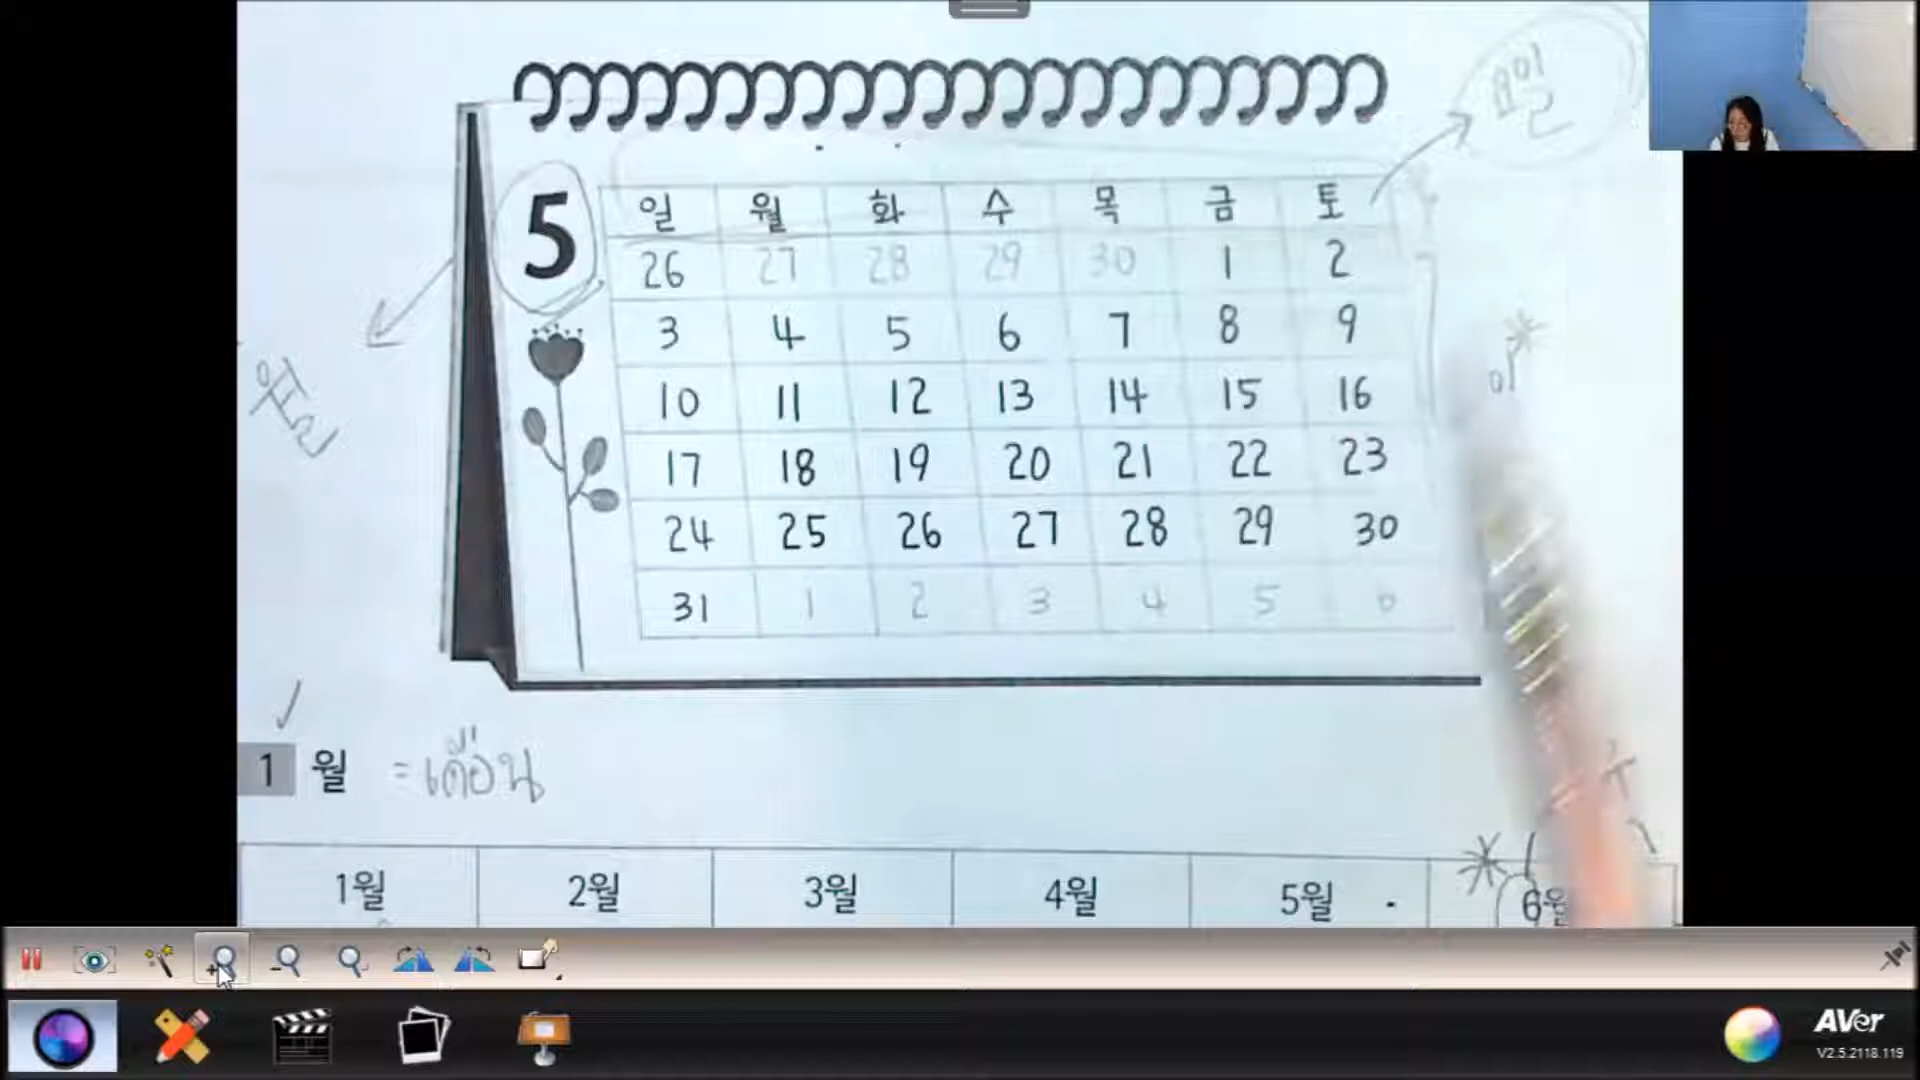 요일
5
일 월 화 수 목 금 토
26 27 28 29 30 1 2
3 4 5 6 7 8 9
10 11 12 13 14 15 16
17 18 19 20 21 22 23
24 25 26 27 28 29 30
31 1 2 3 4 5 6
월
1 월 = เดือน
1월 2월 3월 4월 5월 6월
AVer
V2.5.2118.119